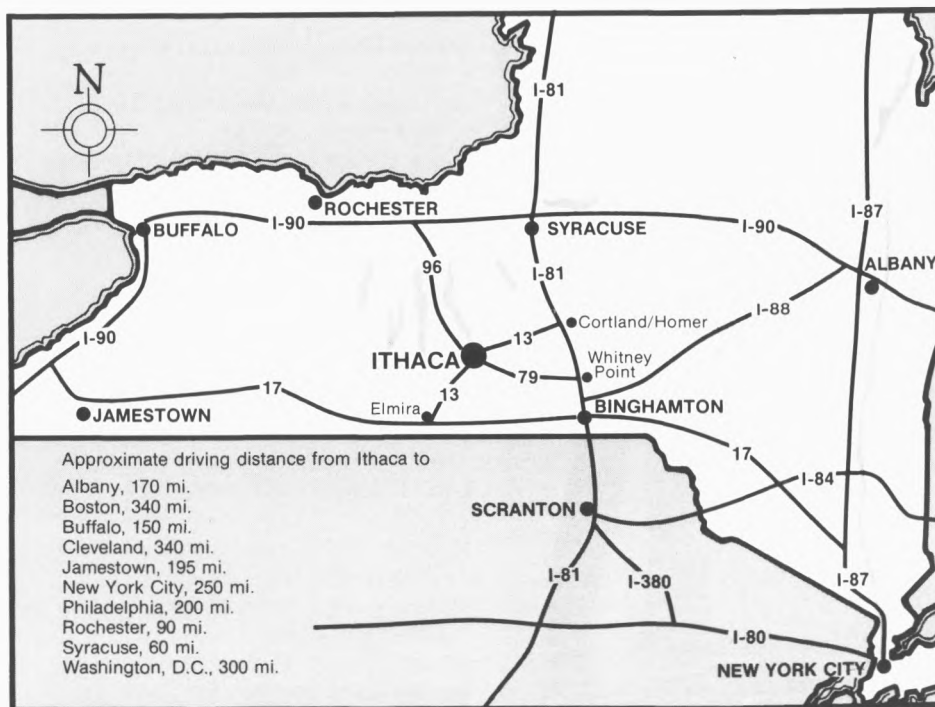 N
I-81
ROCHESTER
BUFFALO
I-90
SYRACUSE
I-90
I-87
ALBANY
96
I-81
I-88
I-90
13
Cortland/Homer
ITHACA
79
Whitney
Point
13
17
Elmira
JAMESTOWN
BINGHAMTON
17
I-84
SCRANTON
I-81
I-380
I-87
I-80
NEW YORK CITY
Approximate driving distance from Ithaca to
Albany, 170 mi.
Boston, 340 mi.
Buffalo, 150 mi.
Cleveland, 340 mi.
Jamestown, 195 mi.
New York City, 250 mi.
Philadelphia, 200 mi.
Rochester, 90 mi.
Syracuse, 60 mi.
Washington, D.C., 300 mi.